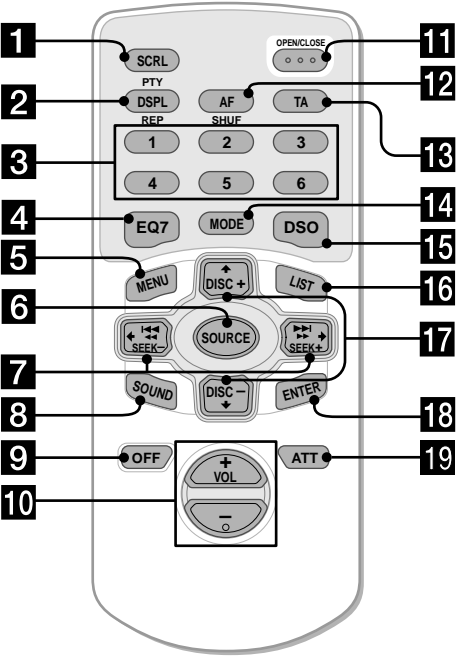 OPEN/CLOSE
1
SCRL
11
PTY
12
2
DSPL
AF
TA
REP
SHUF
13
3
1
2
3
4
5
6
4
EQ7
MODE
DSO
14
15
5
MENU
DISC +
LIST
16
6
SOURCE
17
7
SEEK−
SEEK+
8
SOUND
DISC −
ENTER
18
9
OFF
ATT
19
10
+
VOL
−